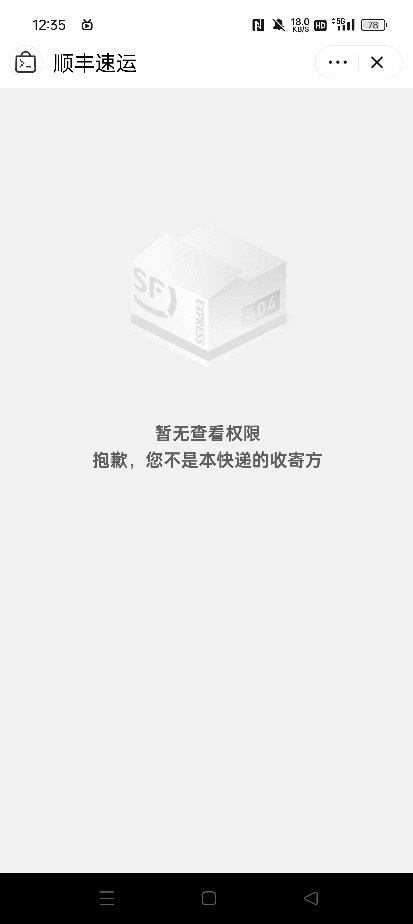 12:35
18.0
KB/S
HD
5G
78
顺丰速运
SF
EXPRESS
404
暂无查看权限
抱歉，您不是本快递的收寄方